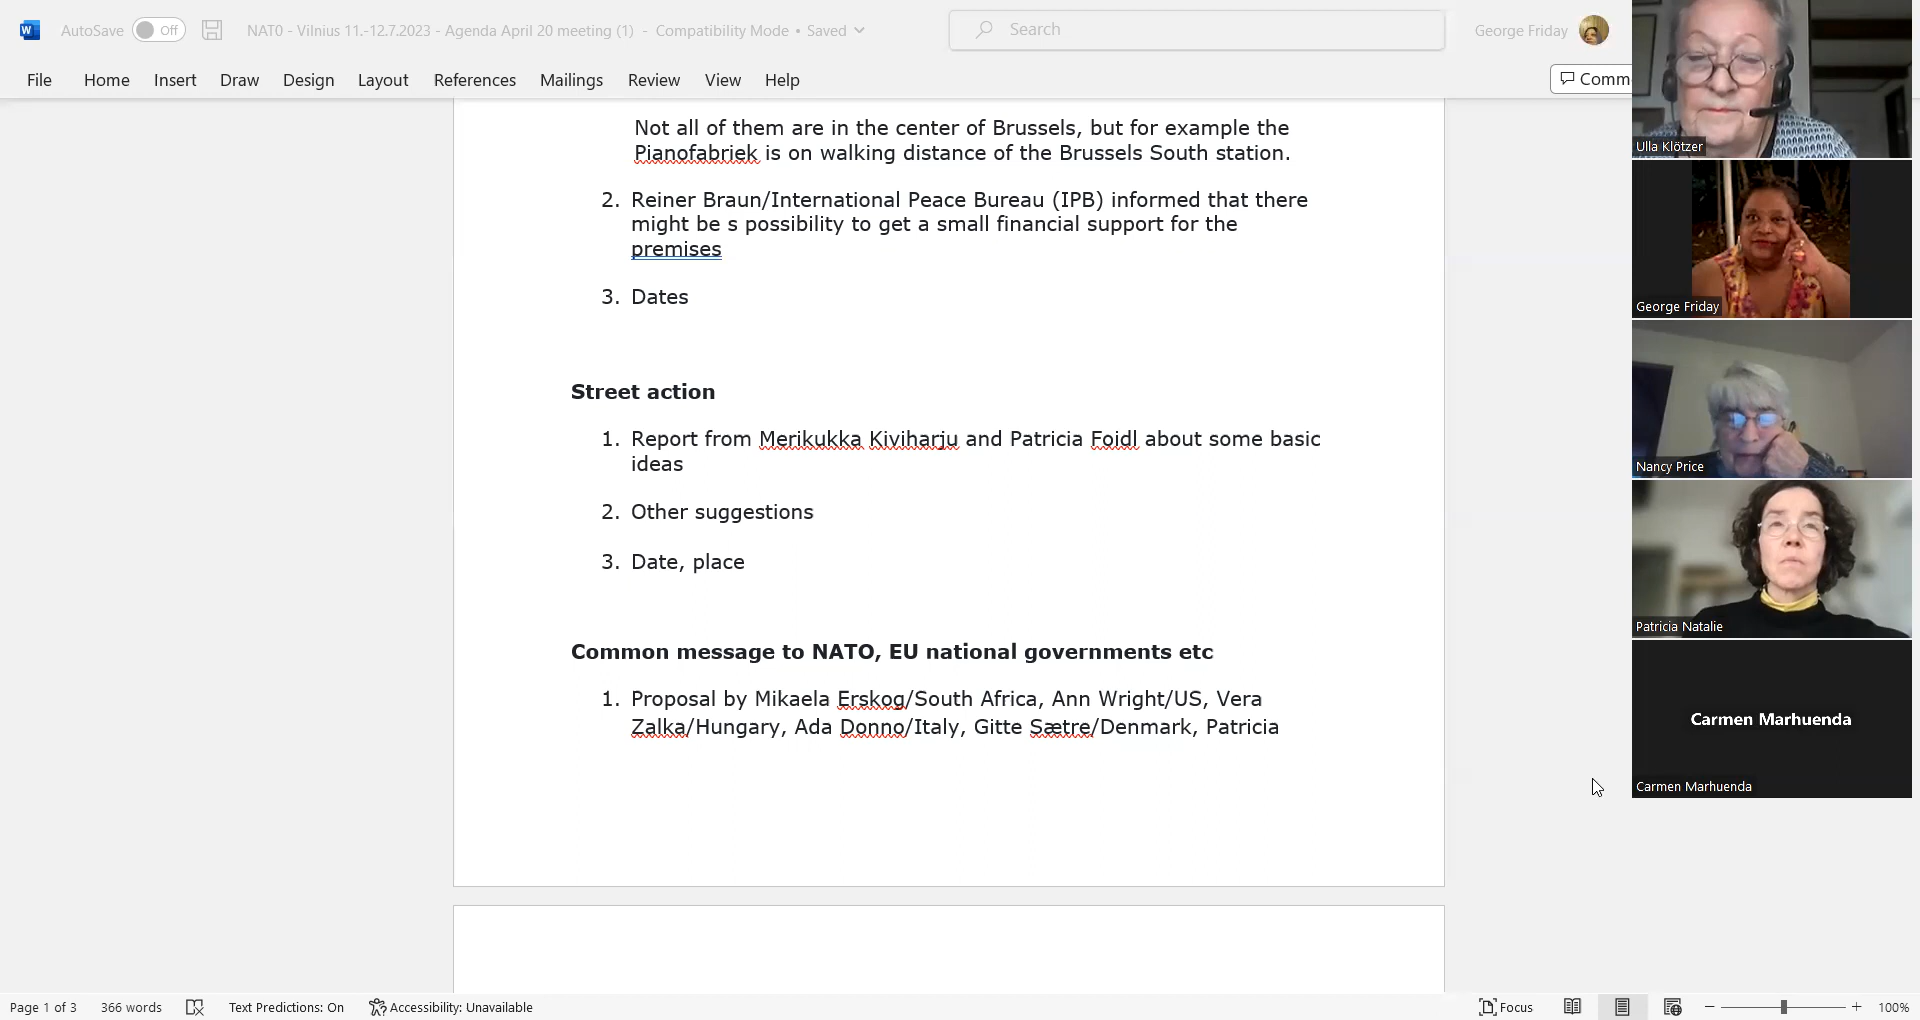 AutoSave Off NAT0 - Vilnius 11.-12.7.2023 - Agenda April 20 meeting (1) - Compatibility Mode • Saved Search George Friday
File Home Insert Draw Design Layout References Mailings Review View Help Comm
Not all of them are in the center of Brussels, but for example the
Pianofabriek is on walking distance of the Brussels South station.
2. Reiner Braun/International Peace Bureau (IPB) informed that there
might be s possibility to get a small financial support for the
premises
3. Dates
Street action
1. Report from Merikukka Kiviharju and Patricia Foidl about some basic
ideas
2. Other suggestions
3. Date, place
Common message to NATO, EU national governments etc
1. Proposal by Mikaela Erskog/South Africa, Ann Wright/US, Vera
Zalka/Hungary, Ada Donno/Italy, Gitte Sætre/Denmark, Patricia
Ulla Klötzer
George Friday
Nancy Price
Patricia Natalie
Carmen Marhuenda
Carmen Marhuenda
Page 1 of 3 366 words Text Predictions: On Accessibility: Unavailable Focus 100%